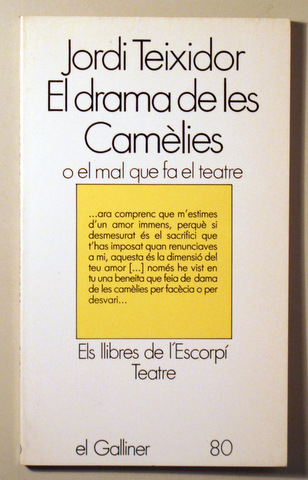 Jordi Teixidor
El drama de les
Camèlies
o el mal que fa el teatre
...ara comprenc que m'estimes
d'un amor immens, perquè si
desmesurat és el sacrifici que
t'has imposat quan renunciaves
a mi, aquesta és la dimensió del
teu amor [...] només he vist en
tu una beneita que feia de dama
de les camèlies per facècia o per
desvari...
Els llibres de l'Escorpí
Teatre
el Galliner 80